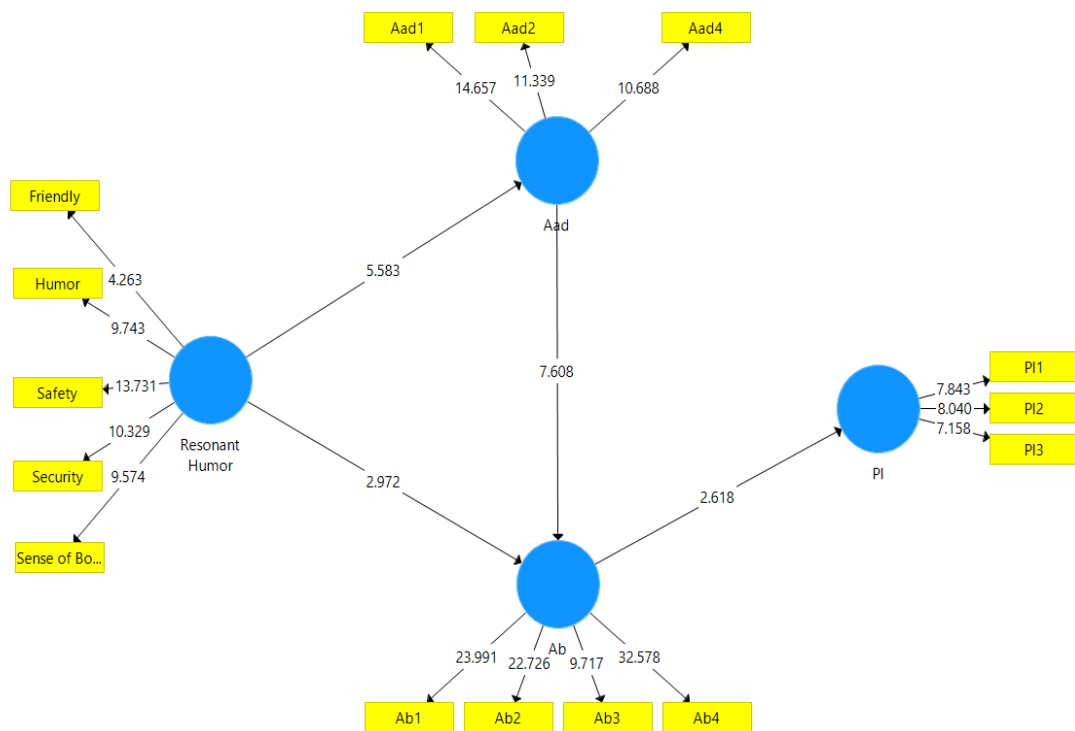 Aad1
Aad2
Aad4
14.657
11.339
10.688
Aad
Friendly
Humor
Safety
Security
Sense of Bo...
4.263
9.743
13.731
10.329
9.574
Resonant
Humor
5.583
2.972
7.608
2.618
PI1
PI2
PI3
7.843
8.040
7.158
PI
Ab
23.991
22.726
9.717
32.578
Ab1
Ab2
Ab3
Ab4